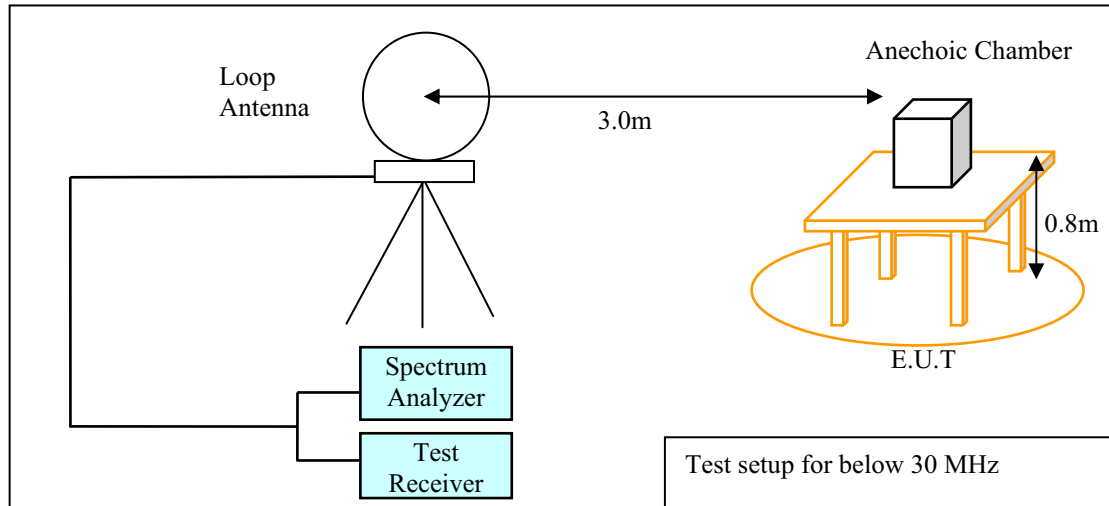 Anechoic Chamber
Loop
Antenna
3.0m
0.8m
E.U.T
Spectrum
Analyzer
Test
Receiver
Test setup for below 30 MHz